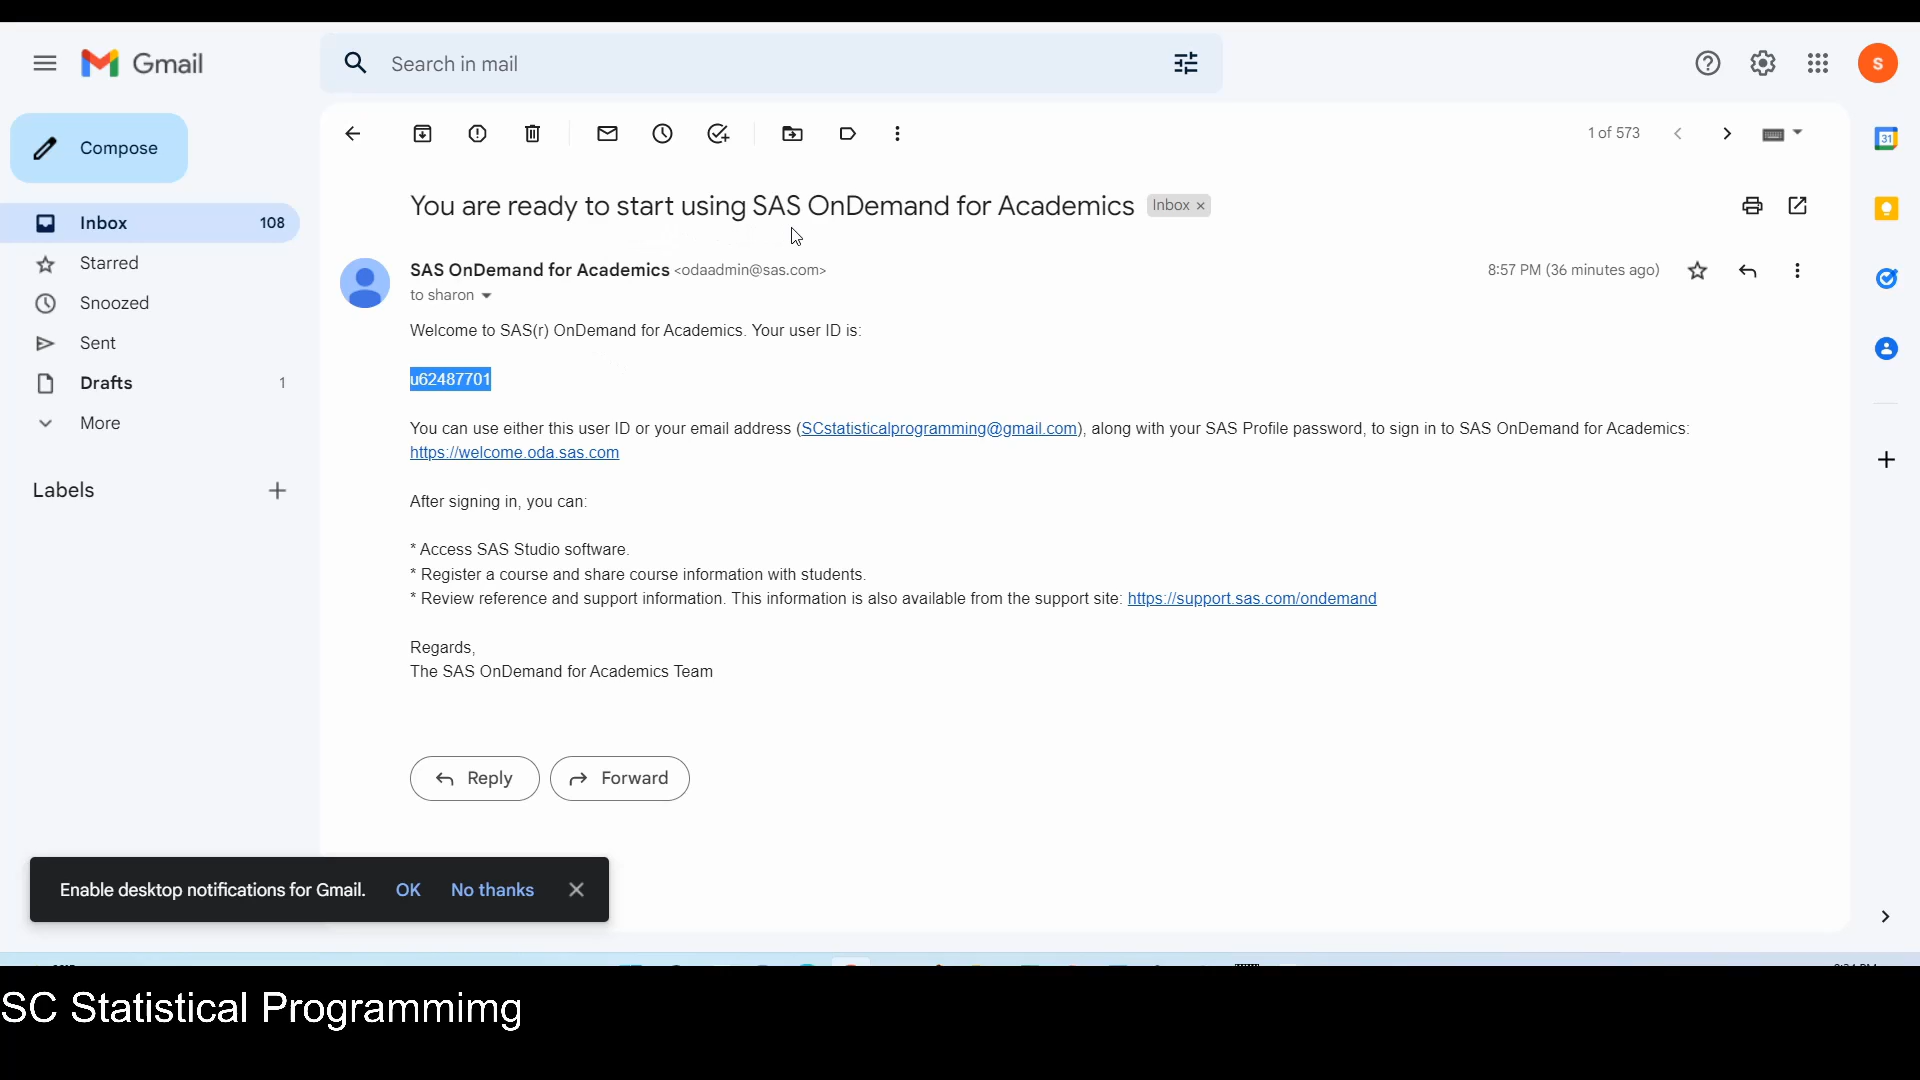 Gmail
Search in mail
S
Compose
1 of 573
Inbox 108
You are ready to start using SAS OnDemand for Academics Inbox ×
31
Starred
SAS OnDemand for Academics <odaadmin@sas.com> 8:57 PM (36 minutes ago)
to sharon
Snoozed
Welcome to SAS(r) OnDemand for Academics. Your user ID is:
Sent
u62487701
Drafts 1
More
You can use either this user ID or your email address (SCstatisticalprogramming@gmail.com), along with your SAS Profile password, to sign in to SAS OnDemand for Academics:
https://welcome.oda.sas.com
Labels
After signing in, you can:
* Access SAS Studio software.
* Register a course and share course information with students.
* Review reference and support information. This information is also available from the support site: https://support.sas.com/ondemand
Regards,
The SAS OnDemand for Academics Team
Reply Forward
Enable desktop notifications for Gmail. OK No thanks
SC Statistical Programmimg